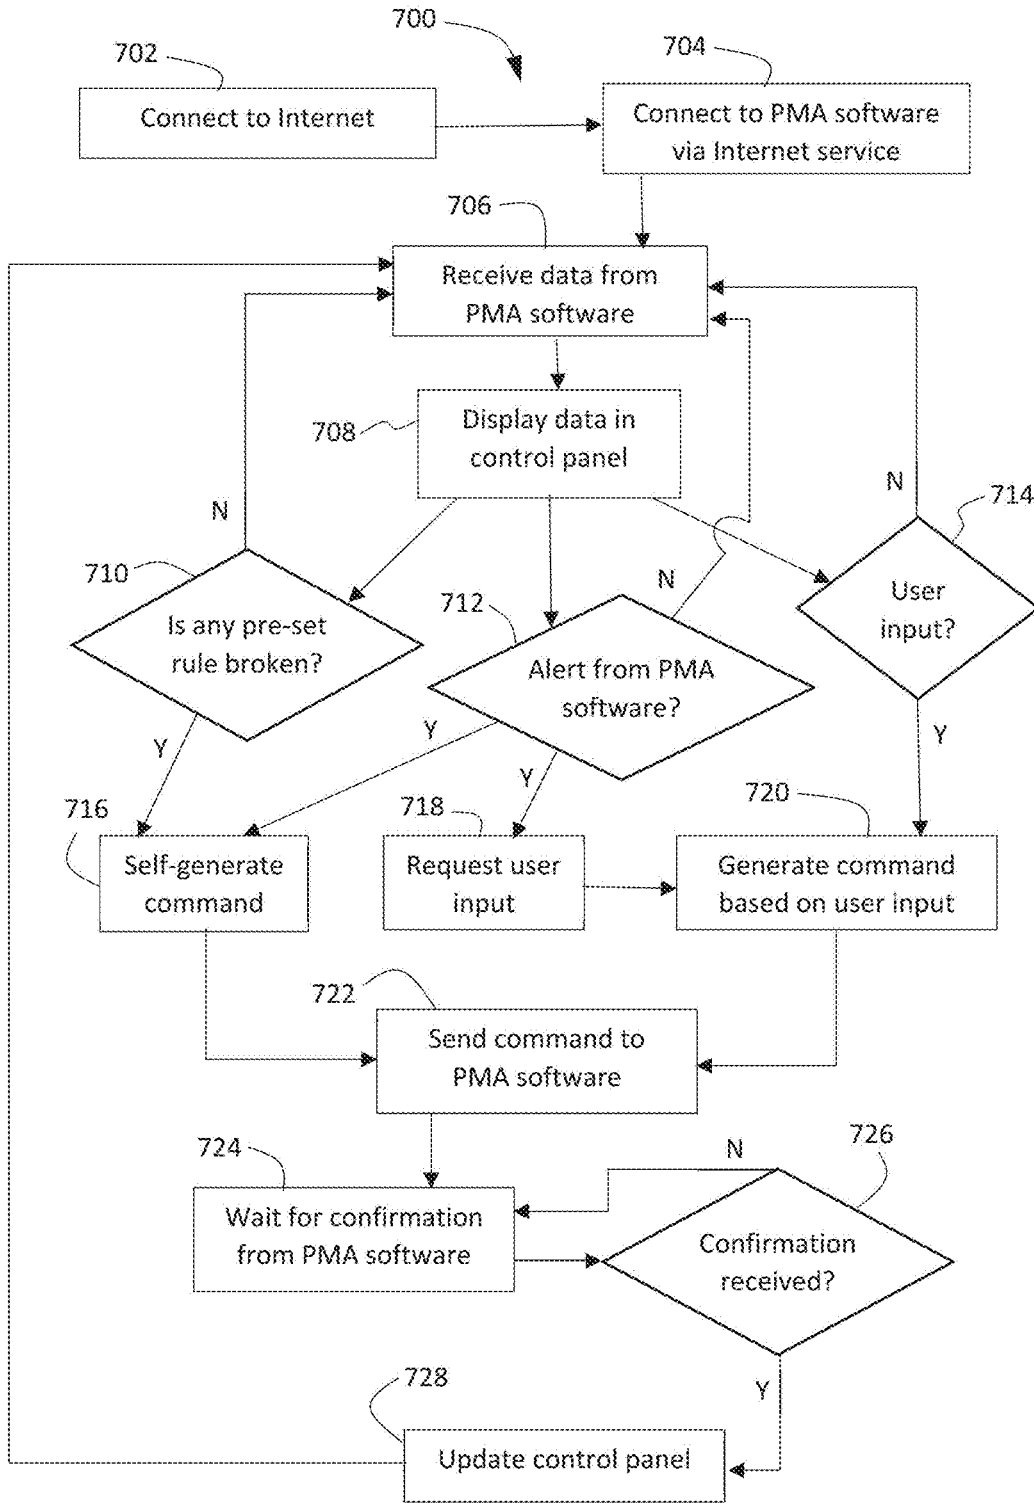 700
702
704
Connect to Internet
Connect to PMA software
via Internet service
706
Receive data from
PMA software
708
Display data in
control panel
N
N
714
710
712
N
User
input?
Is any pre-set
rule broken?
Alert from PMA
software?
Y
Y
Y
Y
716
718
720
Self-generate
command
Request user
input
Generate command
based on user input
722
Send command to
PMA software
724
N
726
Wait for confirmation
from PMA software
Confirmation
received?
728
Y
Update control panel